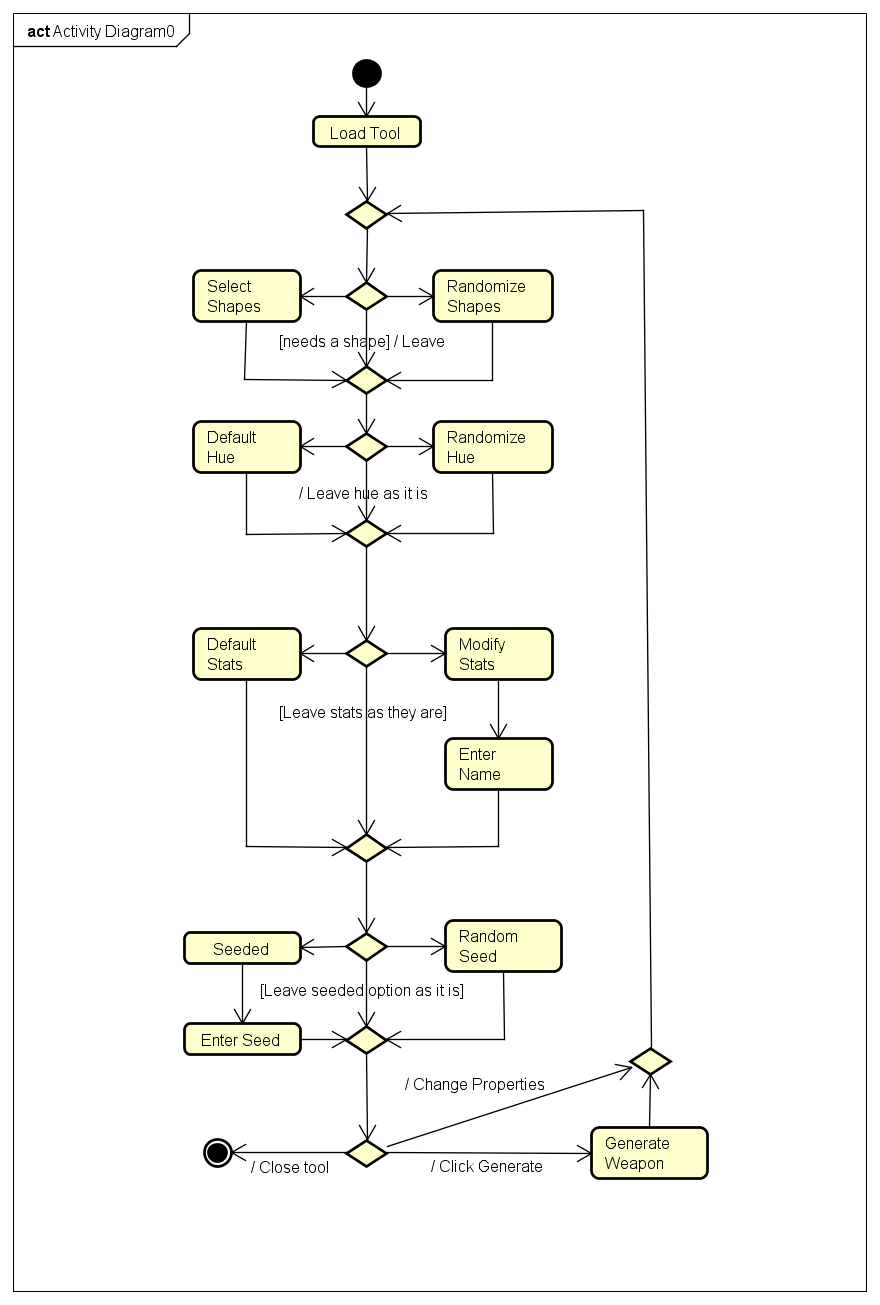 act Activity Diagram0
Load Tool
Select
Shapes
Randomize
Shapes
[needs a shape] / Leave
Default
Hue
Randomize
Hue
/ Leave hue as it is
Default
Stats
Modify
Stats
[Leave stats as they are]
Enter
Name
Seeded
Random
Seed
[Leave seeded option as it is]
Enter Seed
/ Change Properties
Generate
Weapon
/ Close tool
/ Click Generate